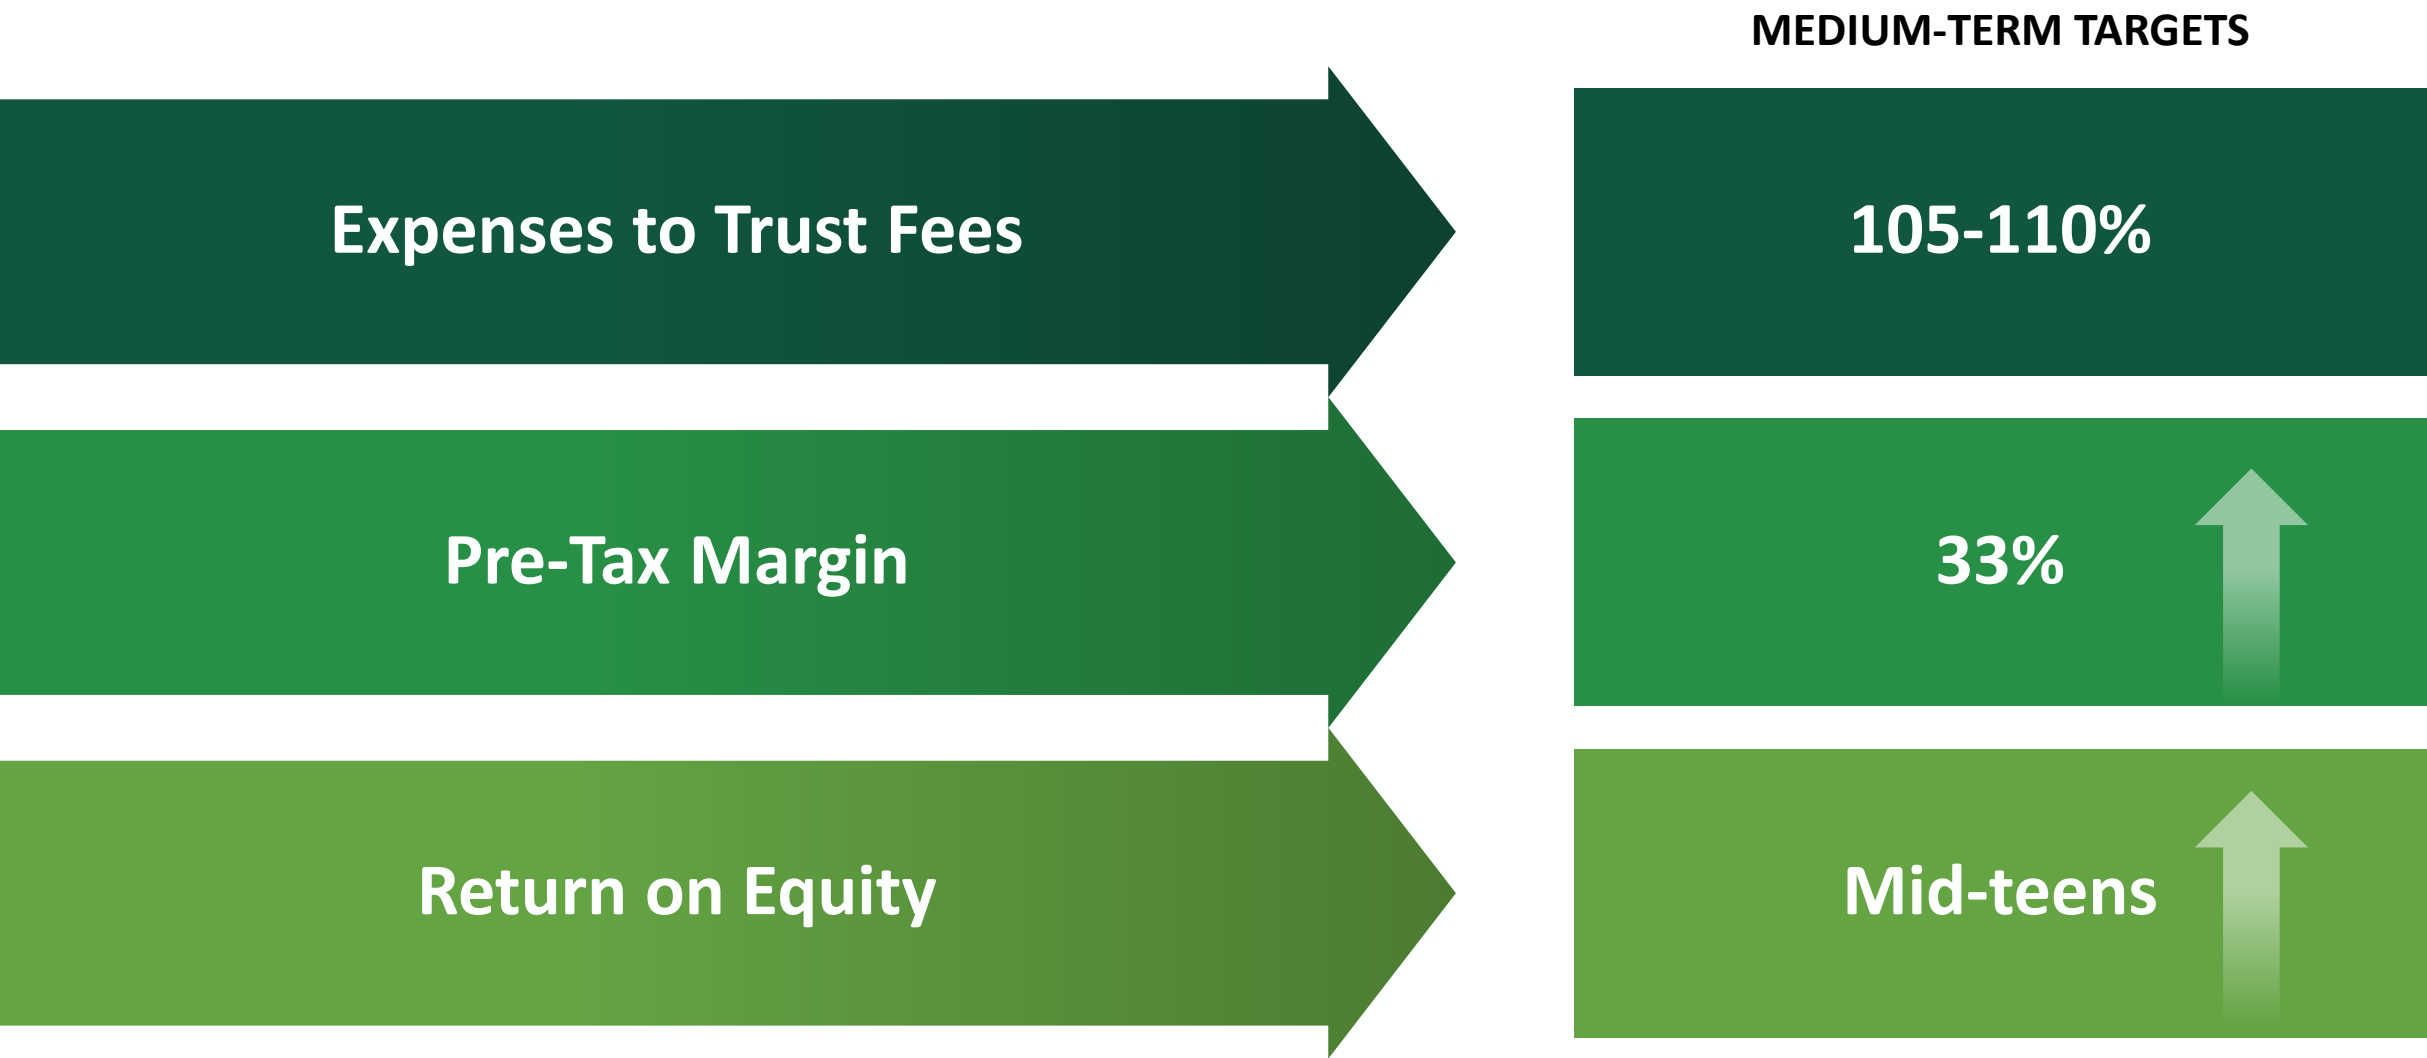 MEDIUM-TERM TARGETS
Expenses to Trust Fees
105-110%
Pre-Tax Margin
33%
Return on Equity
Mid-teens